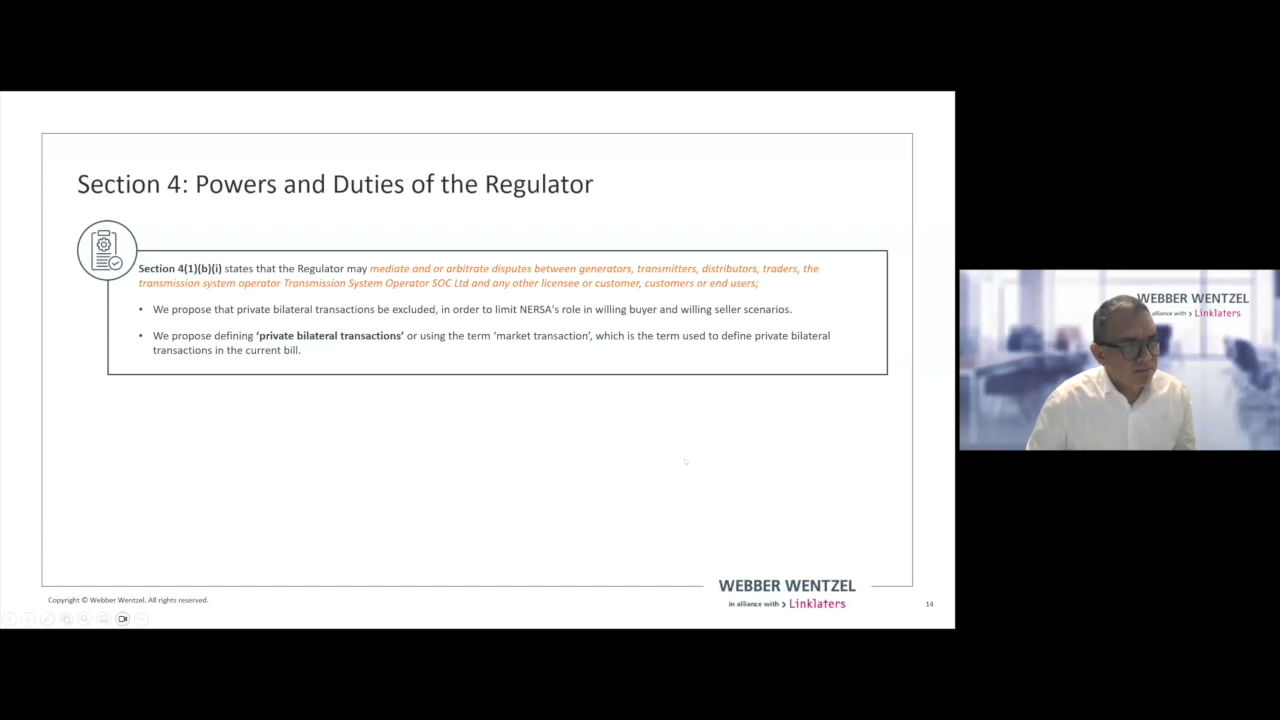 Section 4: Powers and Duties of the Regulator
Section 4(1)(b)(i) states that the Regulator may mediate and or arbitrate disputes between generators, transmitters, distributors, traders, the
transmission system operator Transmission System Operator SOC Ltd and any other licensee or customer, customers or end users;
• We propose that private bilateral transactions be excluded, in order to limit NERSA's role in willing buyer and willing seller scenarios.
• We propose defining ‘private bilateral transactions’ or using the term ‘market transaction’, which is the term used to define private bilateral
transactions in the current bill.
WEBBER WENTZEL
in alliance with › Linklaters
Copyright © Webber Wentzel. All rights reserved.
14
WEBBER WENTZEL
alliance with › Linklaters